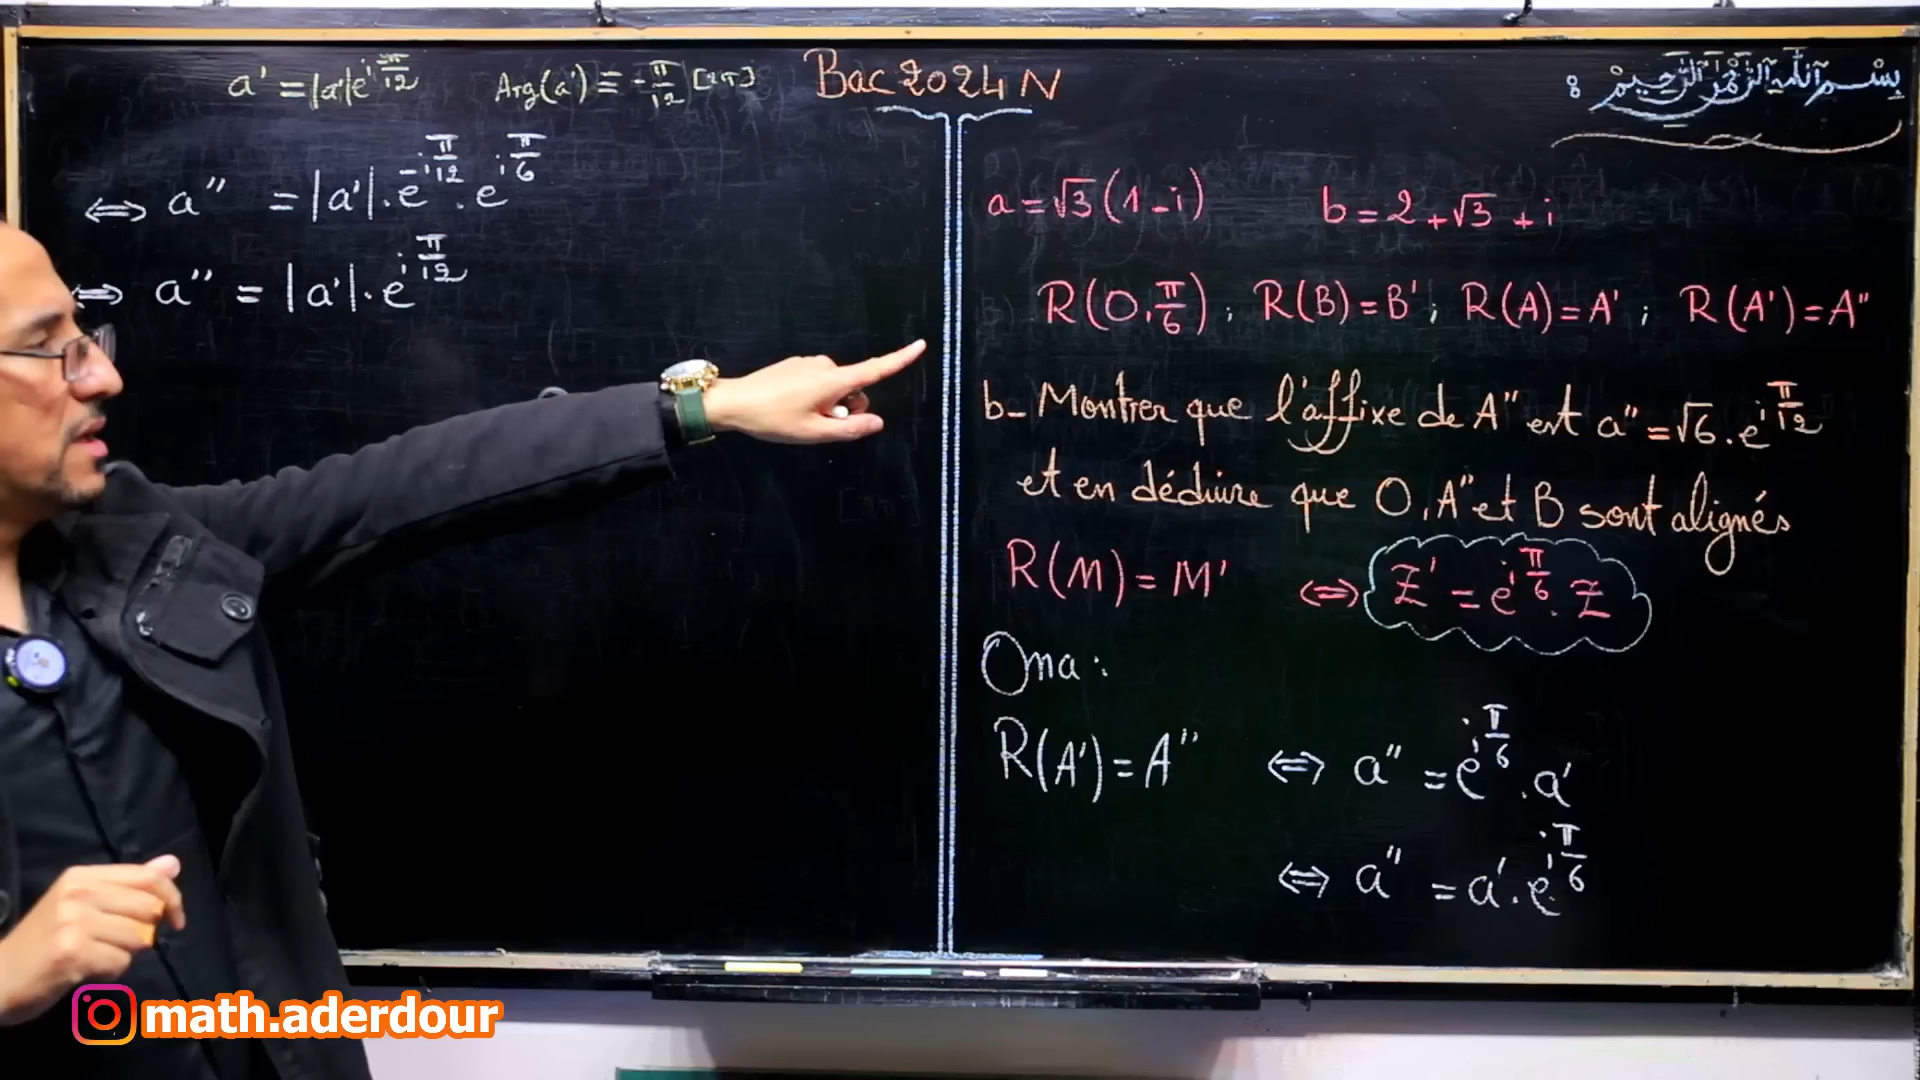 Bac 2024 N
بسم الله الرحمن الرحيم :
a' = |a'|e^{i -π/12} Arg(a') ≡ -π/12 [2π]
⟺ a'' = |a'|. e^{-iπ/12} . e^{iπ/6}
⟺ a'' = |a'|. e^{iπ/12}
a = √3(1-i) b = 2+√3 + i
R(O, π/6) ; R(B) = B' ; R(A) = A' ; R(A') = A''
b- Montrer que l'affixe de A'' est a'' = √6 . e^{iπ/12}
et en déduire que O, A'' et B sont alignés
R(M) = M' ⟺ Z' = e^{iπ/6} . Z
On a :
R(A') = A'' ⟺ a'' = e^{iπ/6} . a'
⟺ a'' = a' . e^{iπ/6}
math.aderdour